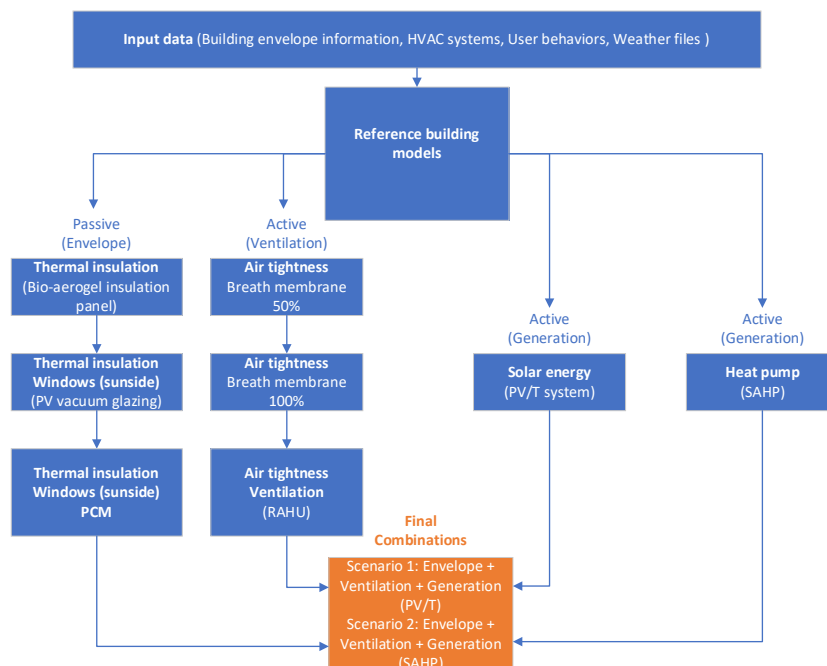 Input data (Building envelope information, HVAC systems, User behaviors, Weather files )
Reference building
models
Passive
(Envelope)
Thermal insulation
(Bio-aerogel insulation
panel)
Thermal insulation
Windows (sunside)
(PV vacuum glazing)
Thermal insulation
Windows (sunside)
PCM
Active
(Ventilation)
Air tightness
Breath membrane
50%
Air tightness
Breath membrane
100%
Air tightness
Ventilation
(RAHU)
Active
(Generation)
Solar energy
(PV/T system)
Active
(Generation)
Heat pump
(SAHP)
Final
Combinations
Scenario 1: Envelope +
Ventilation + Generation
(PV/T)
Scenario 2: Envelope +
Ventilation + Generation
(SAHP)